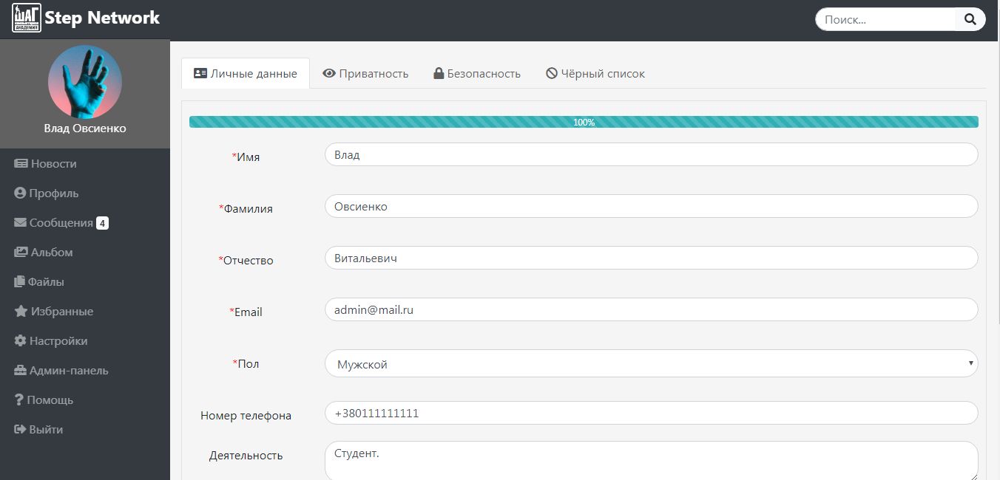 ШАГ
КОМПЬЮТЕРНАЯ
АКАДЕМИЯ
Step Network
Поиск...
Влад Овсиенко
Новости
Профиль
Сообщения 4
Альбом
Файлы
Избранные
Настройки
Админ-панель
Помощь
Выйти
Личные данные
Приватность
Безопасность
Чёрный список
100%
*Имя
Влад
*Фамилия
Овсиенко
*Отчество
Витальевич
*Email
admin@mail.ru
*Пол
Мужской
Номер телефона
+380111111111
Деятельность
Студент.